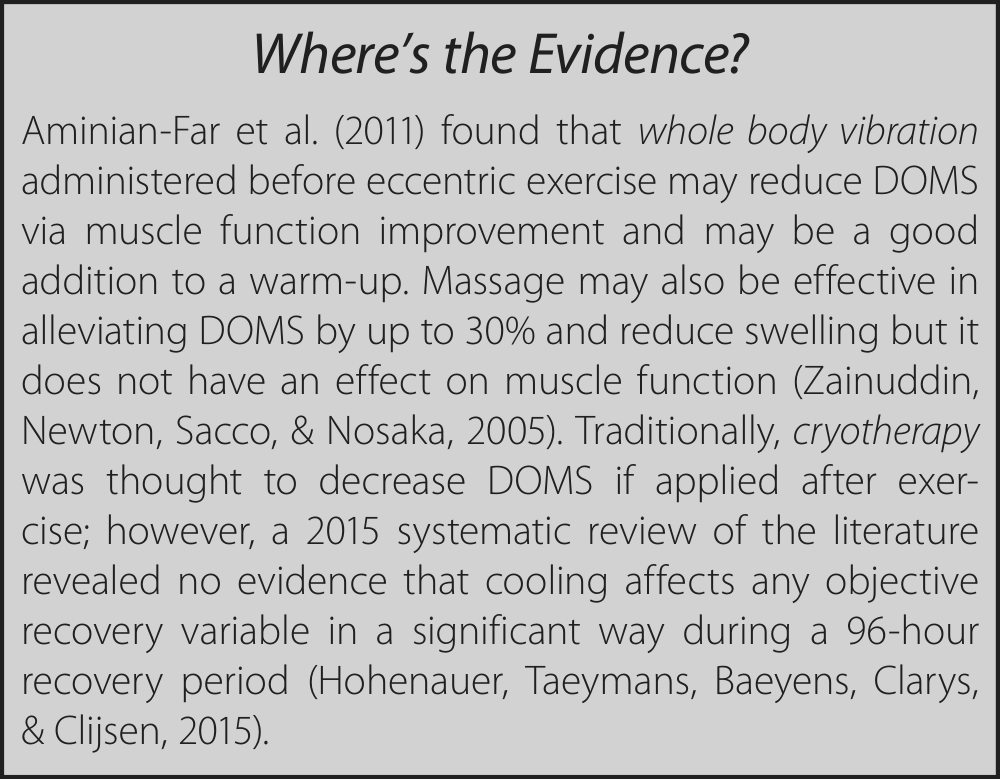 Where’s the Evidence?
Aminian-Far et al. (2011) found that whole body vibration
administered before eccentric exercise may reduce DOMS
via muscle function improvement and may be a good
addition to a warm-up. Massage may also be effective in
alleviating DOMS by up to 30% and reduce swelling but it
does not have an effect on muscle function (Zainuddin,
Newton, Sacco, & Nosaka, 2005). Traditionally, cryotherapy
was thought to decrease DOMS if applied after exer-
cise; however, a 2015 systematic review of the literature
revealed no evidence that cooling affects any objective
recovery variable in a significant way during a 96-hour
recovery period (Hohenauer, Taeymans, Baeyens, Clarys,
& Clijsen, 2015).